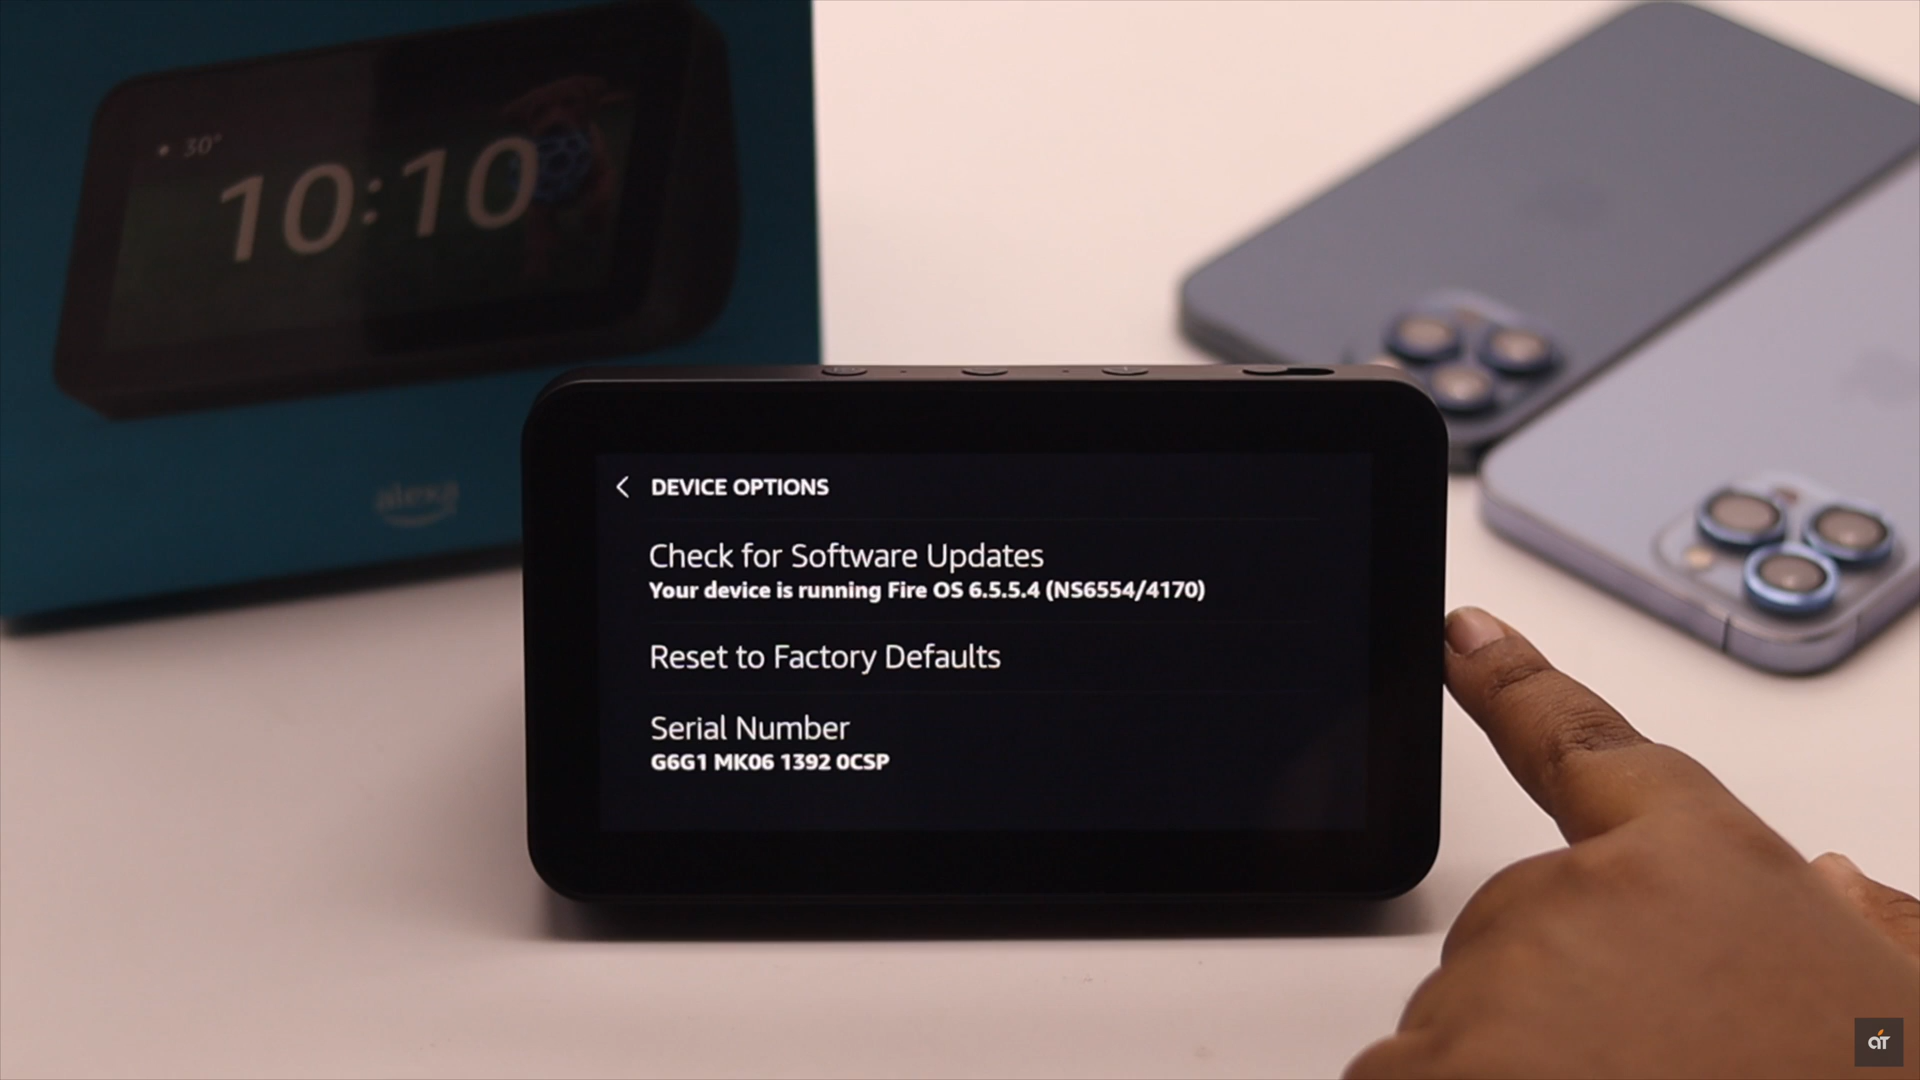 30°
10:10
alexa
DEVICE OPTIONS
Check for Software Updates
Your device is running Fire OS 6.5.5.4 (NS6554/4170)
Reset to Factory Defaults
Serial Number
G6G1 MK06 1392 0CSP
aT